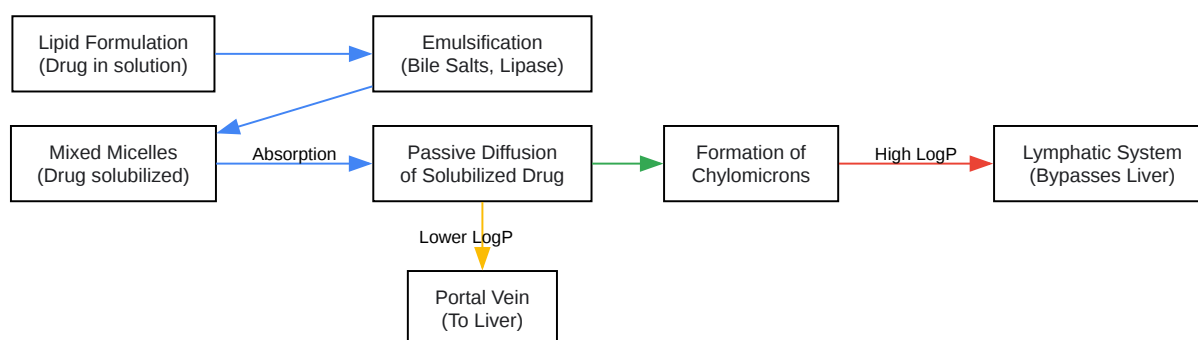 Lipid Formulation
(Drug in solution)
Emulsification
(Bile Salts, Lipase)
Mixed Micelles
(Drug solubilized)
Absorption
Passive Diffusion
of Solubilized Drug
Formation of
Chylomicrons
High LogP
Lymphatic System
(Bypasses Liver)
Lower LogP
Portal Vein
(To Liver)